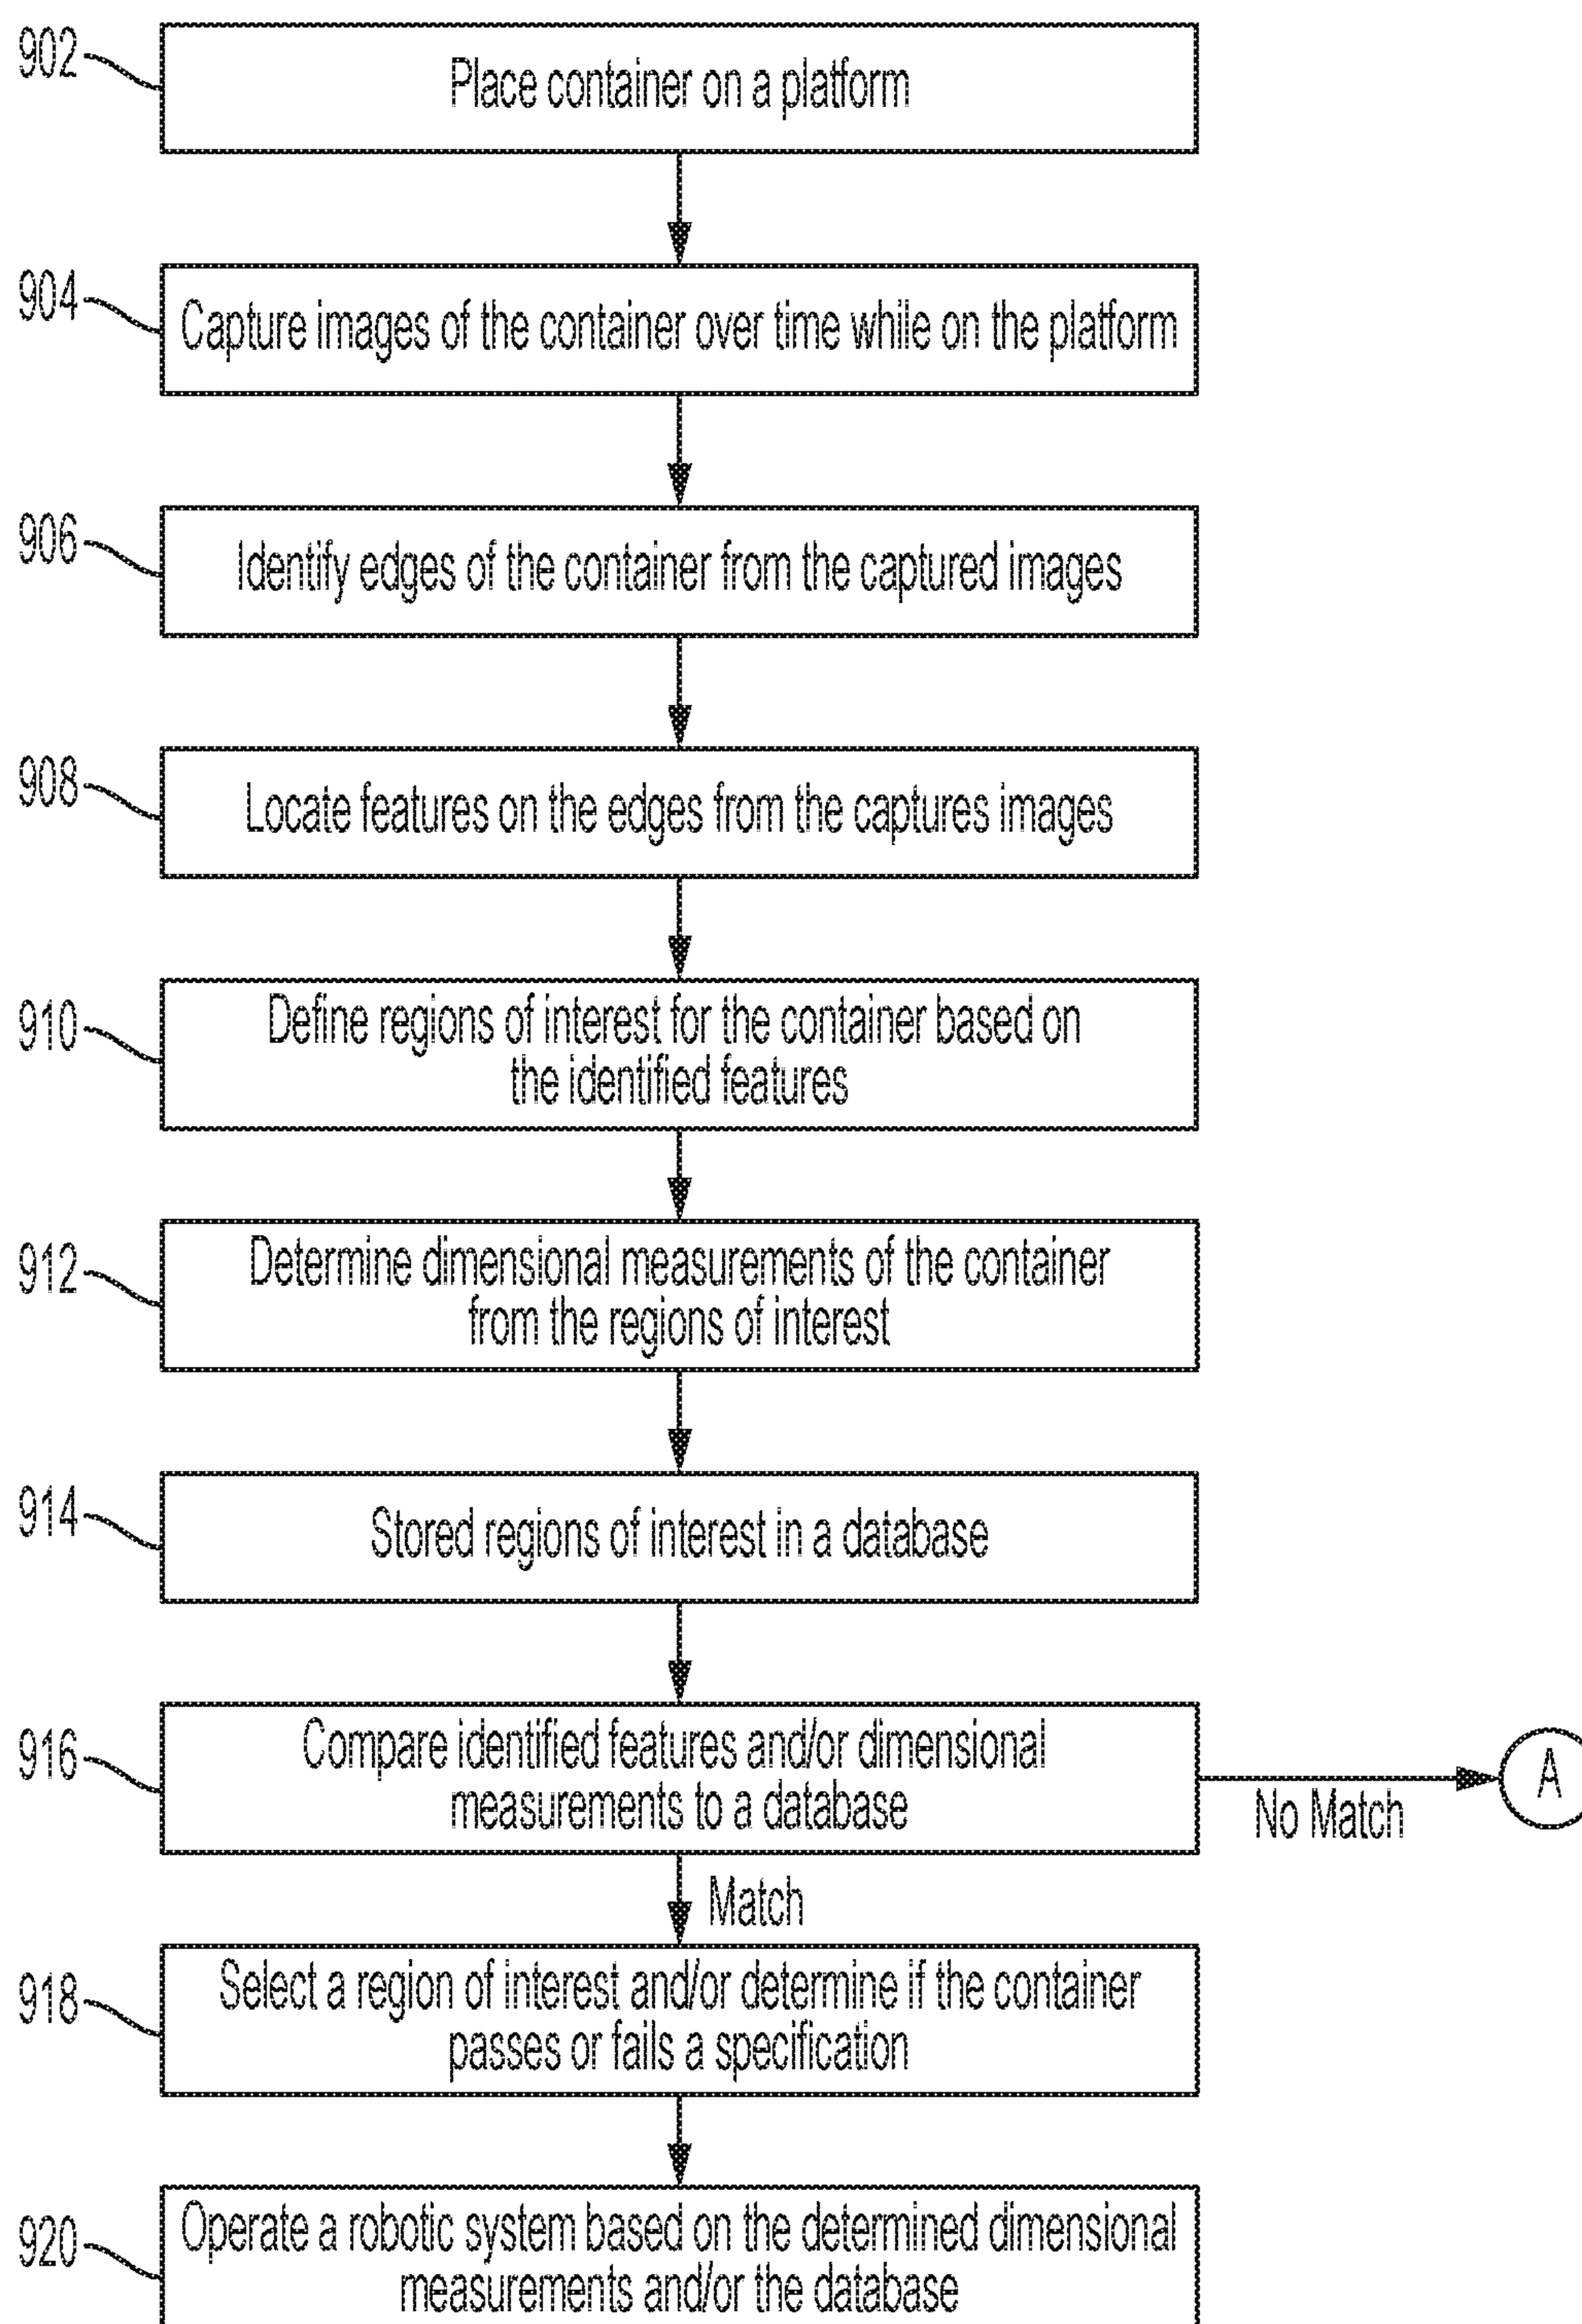 902
Place container on a platform
904
Capture images of the container over time while on the platform
906
Identify edges of the container from the captured images
908
Locate features on the edges from the captures images
910
Define regions of interest for the container based on
the identified features
912
Determine dimensional measurements of the container
from the regions of interest
914
Stored regions of interest in a database
916
Compare identified features and/or dimensional
measurements to a database
No Match
A
Match
918
Select a region of interest and/or determine if the container
passes or fails a specification
920
Operate a robotic system based on the determined dimensional
measurements and/or the database